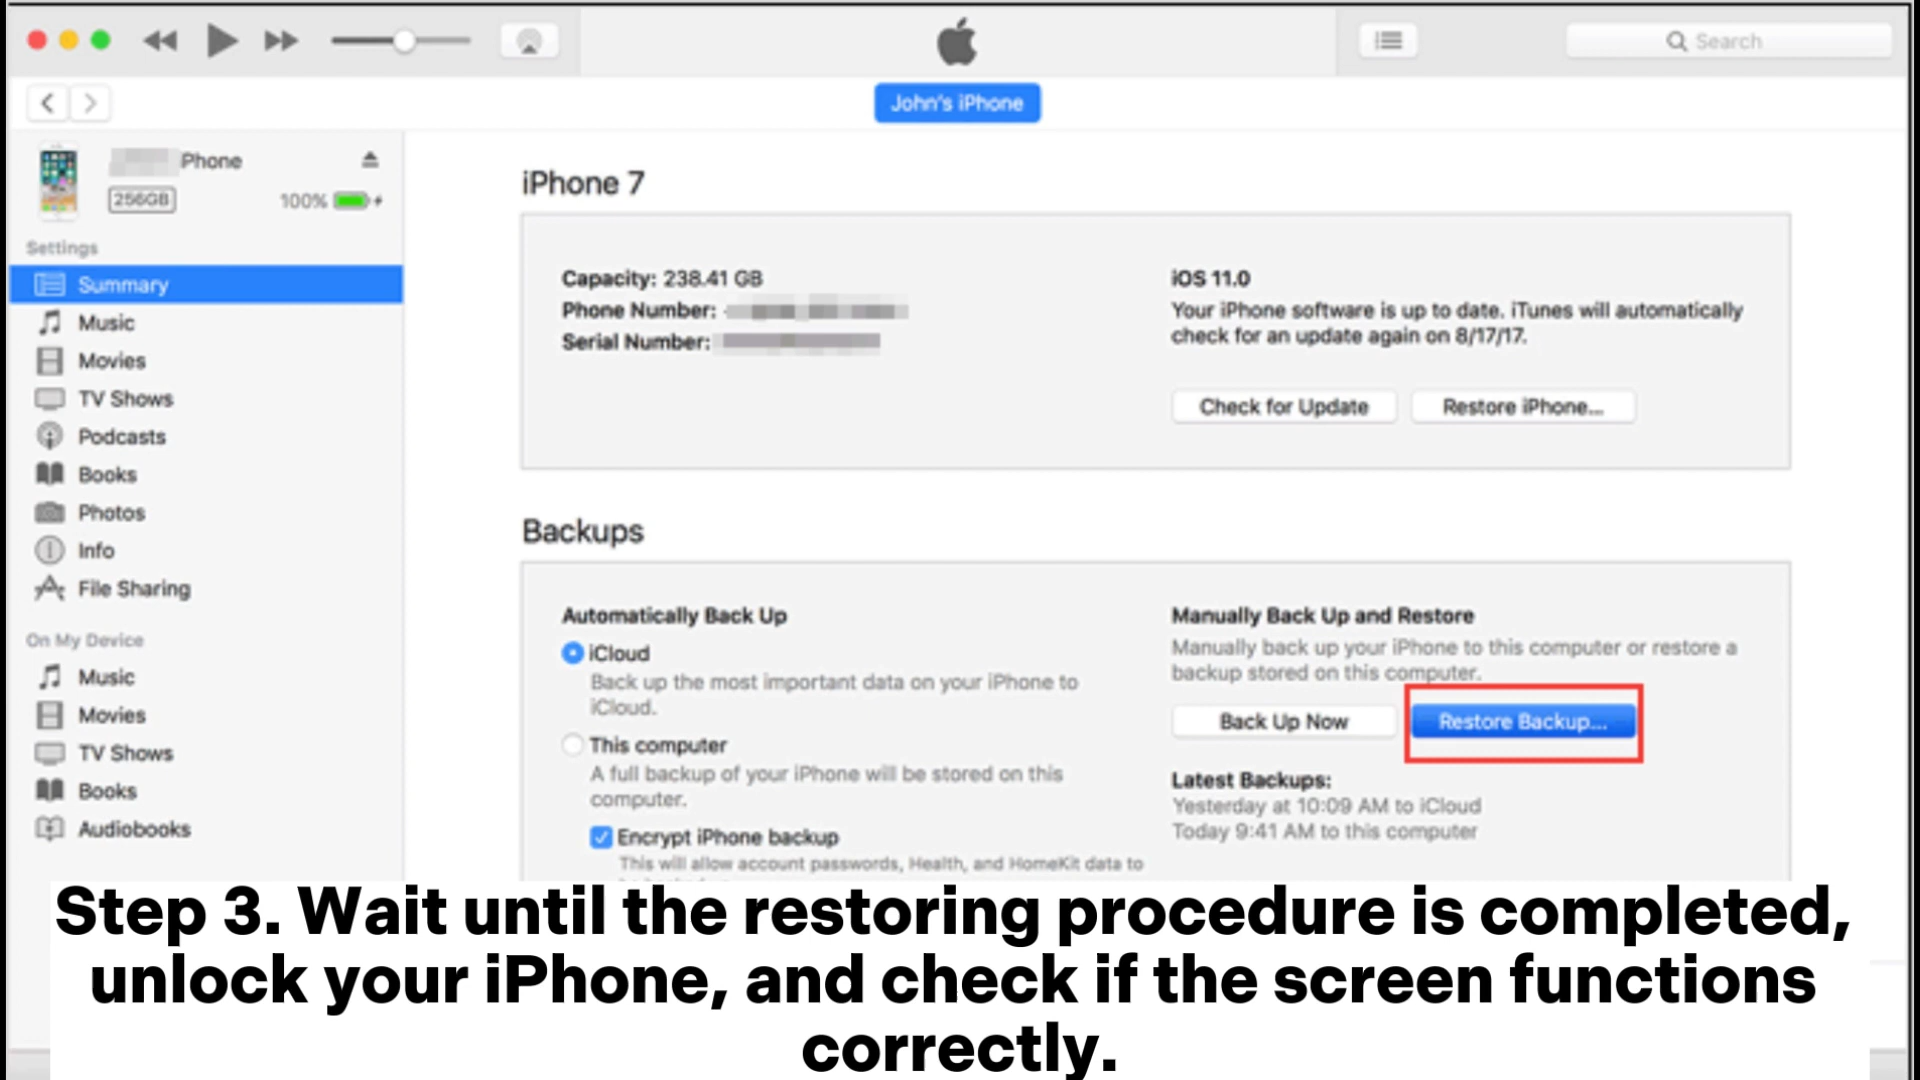 Search
John's iPhone
Phone
256GB
100%
Settings
Summary
Music
Movies
TV Shows
Podcasts
Books
Photos
Info
File Sharing
On My Device
Music
Movies
TV Shows
Books
Audiobooks
iPhone 7
Capacity: 238.41 GB
Phone Number:
Serial Number:
iOS 11.0
Your iPhone software is up to date. iTunes will automatically
check for an update again on 8/17/17.
Check for Update
Restore iPhone...
Backups
Automatically Back Up
iCloud
Back up the most important data on your iPhone to
iCloud.
This computer
A full backup of your iPhone will be stored on this
computer.
Encrypt iPhone backup
This will allow account passwords, Health, and HomeKit data to
Manually Back Up and Restore
Manually back up your iPhone to this computer or restore a
backup stored on this computer.
Back Up Now
Restore Backup...
Latest Backups:
Yesterday at 10:09 AM to iCloud
Today 9:41 AM to this computer
Step 3. Wait until the restoring procedure is completed,
unlock your iPhone, and check if the screen functions
correctly.